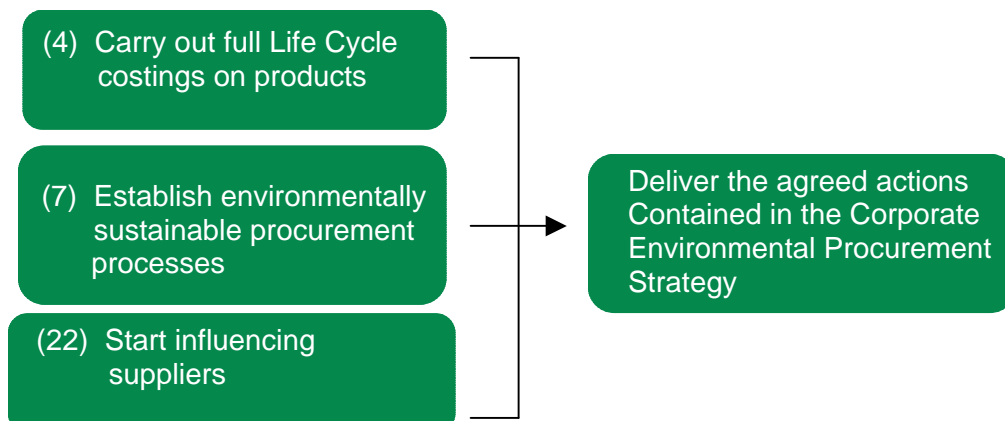 (4) Carry out full Life Cycle
costings on products
(7) Establish environmentally
sustainable procurement
processes
(22) Start influencing
suppliers
Deliver the agreed actions
Contained in the Corporate
Environmental Procurement
Strategy